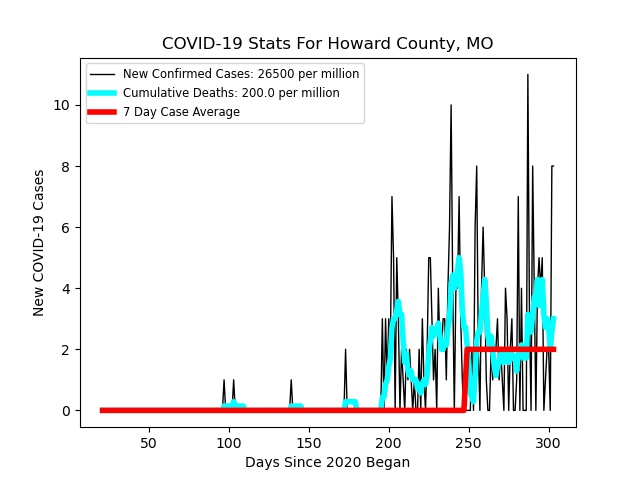 COVID-19 Stats For Howard County, MO
New Confirmed Cases: 26500 per million
Cumulative Deaths: 200.0 per million
7 Day Case Average
New COVID-19 Cases
10
8
6
4
2
0
50 100 150 200 250 300
Days Since 2020 Began